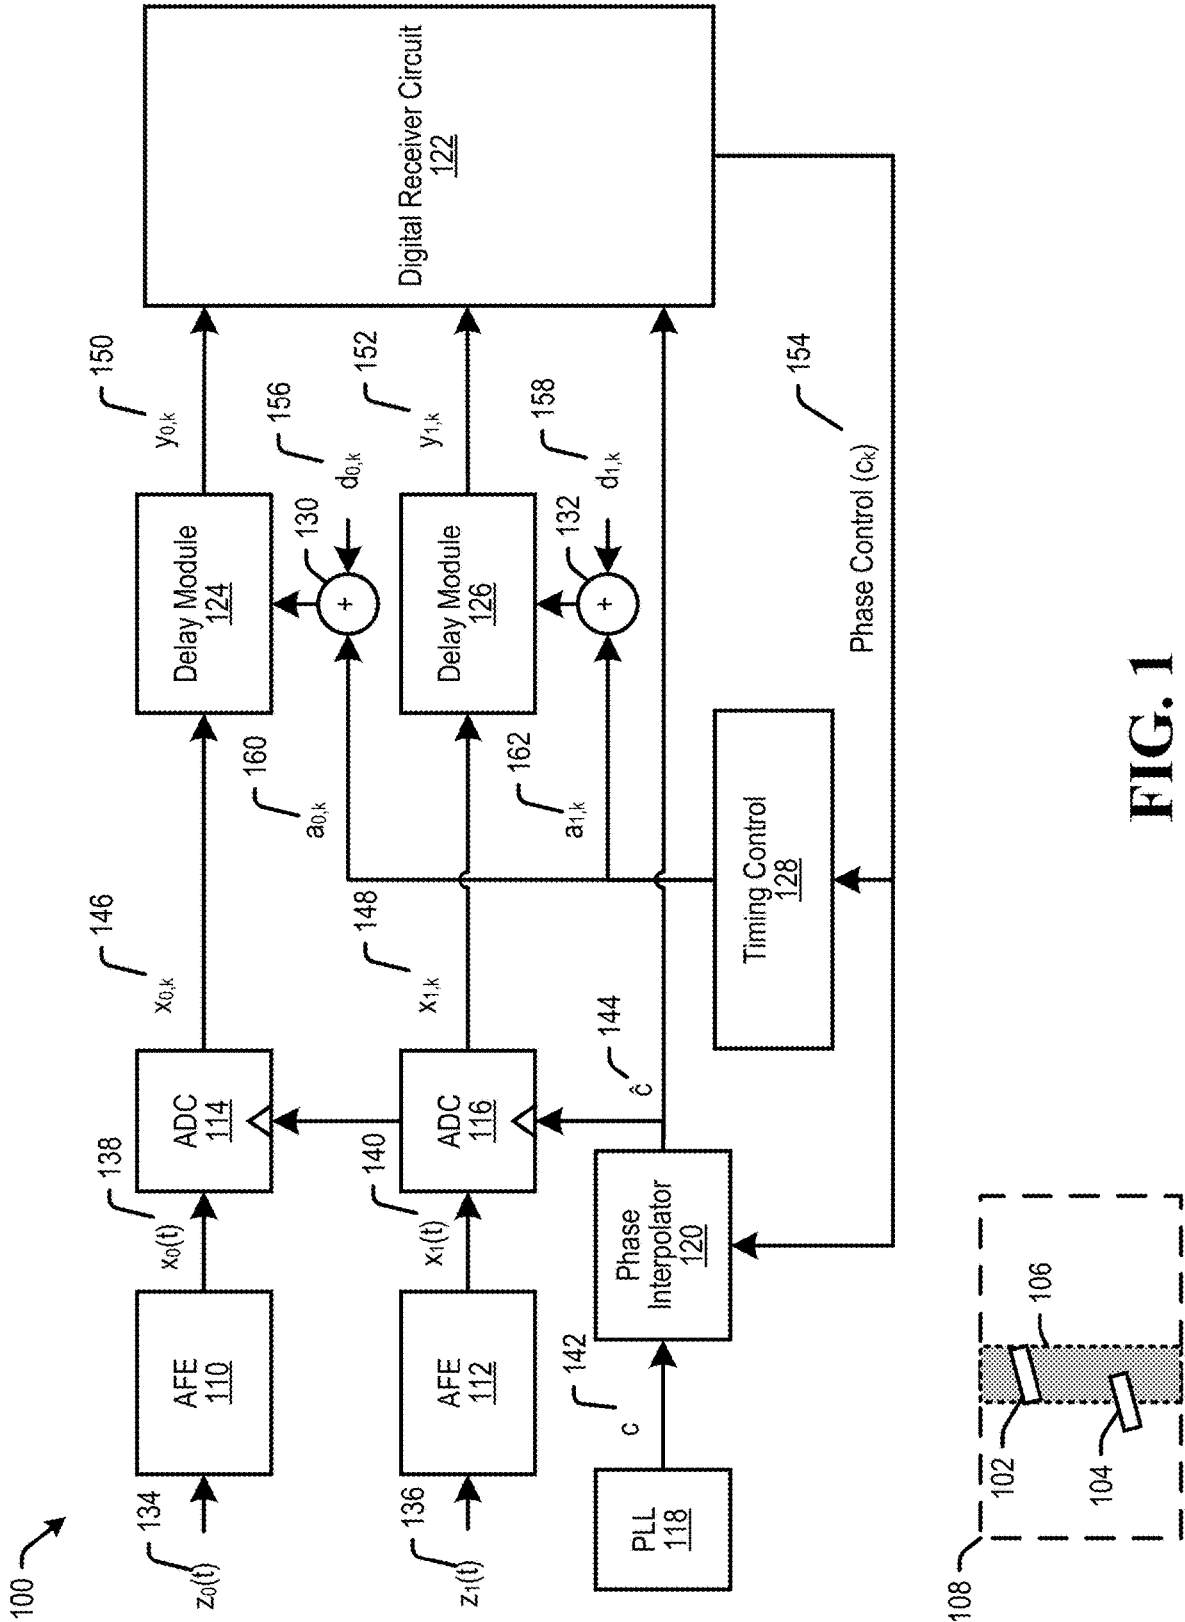 100
134
z0(t)
AFE
110
138
x0(t)
ADC
114
146
x0,k
160
a0,k
Delay Module
124
130
+
156
d0,k
150
y0,k
136
z1(t)
AFE
112
140
x1(t)
ADC
116
148
x1,k
162
a1,k
Delay Module
126
132
+
158
d1,k
152
y1,k
Digital Receiver Circuit
122
PLL
118
142
c
Phase
Interpolator
120
144
ĉ
Timing Control
128
154
Phase Control (ck)
108
102
104
106
FIG. 1